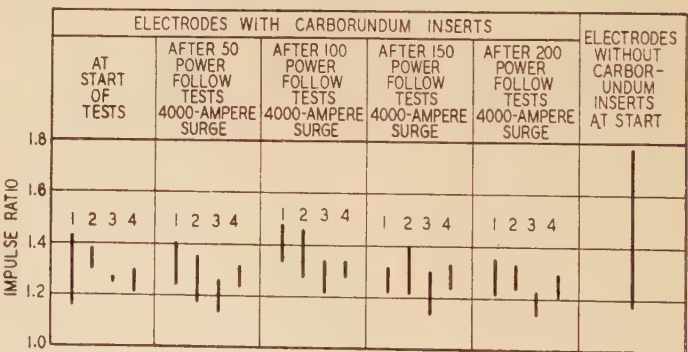 ELECTRODES WITH CARBORUNDUM INSERTS
AT
START
OF
TESTS
AFTER 50
POWER
FOLLOW
TESTS
4000-AMPERE
SURGE
AFTER 100
POWER
FOLLOW
TESTS
4000-AMPERE
SURGE
AFTER 150
POWER
FOLLOW
TESTS
4000-AMPERE
SURGE
AFTER 200
POWER
FOLLOW
TESTS
4000-AMPERE
SURGE
ELECTRODES
WITHOUT
CARBOR-
UNDUM
INSERTS
AT START
IMPULSE RATIO
1.8
1.6
1.4
1.2
1.0
1 2 3 4
1 2 3 4
1 2 3 4
1 2 3 4
1 2 3 4